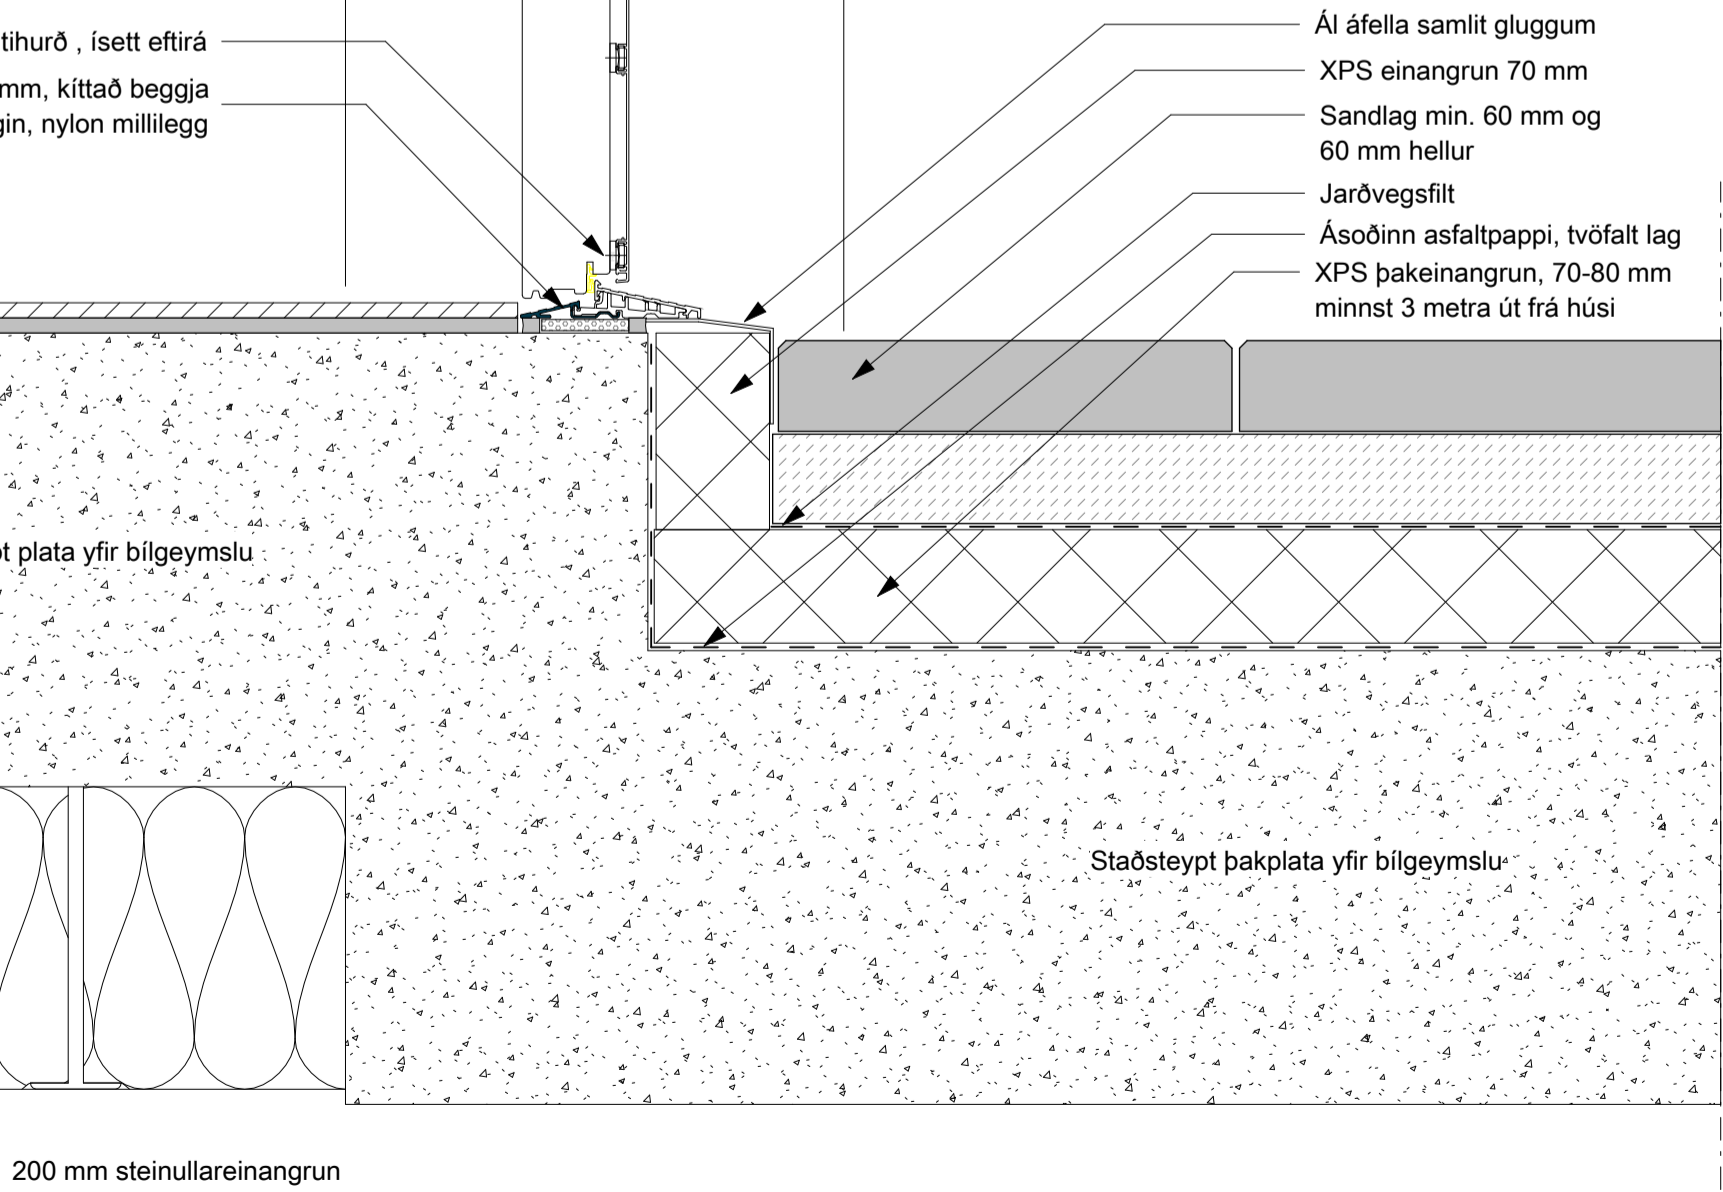 tihurð , ísett eftirá
mm, kíttað beggja
gin, nylon millilegg
Ál áfella samlit gluggum
XPS einangrun 70 mm
Sandlag min. 60 mm og
60 mm hellur
Jarðvegsfilt
Ásoðinn asfaltpappi, tvöfalt lag
XPS þakeinangrun, 70-80 mm
minnst 3 metra út frá húsi
pt plata yfir bílgeymslu
Staðsteypt þakplata yfir bílgeymslu
200 mm steinullareinangrun